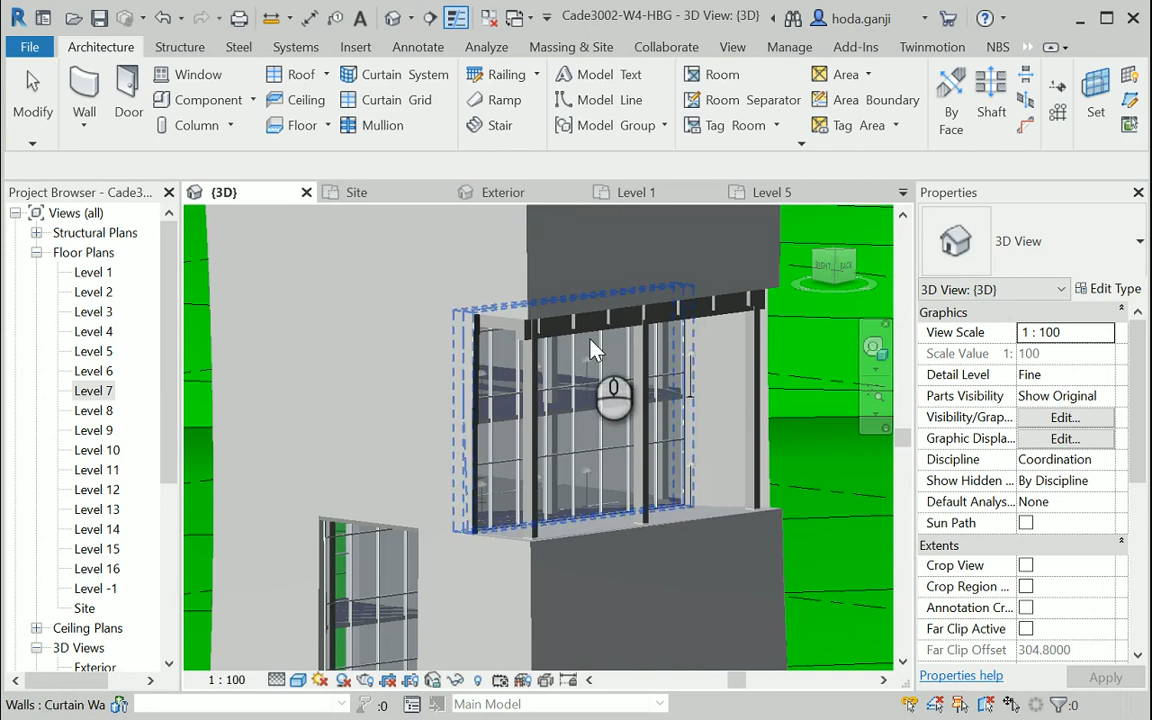 Cade3002-W4-HBG - 3D View: {3D}
hoda.ganji
File Architecture Structure Steel Systems Insert Annotate Analyze Massing & Site Collaborate View Manage Add-Ins Twinmotion NBS
Modify
Wall
Door
Window
Component
Column
Roof
Ceiling
Floor
Curtain System
Curtain Grid
Mullion
Railing
Ramp
Stair
Model Text
Model Line
Model Group
Room
Room Separator
Tag Room
Area
Area Boundary
Tag Area
By
Face
Shaft
Set
Project Browser - Cade3...
Views (all)
Structural Plans
Floor Plans
Level 1
Level 2
Level 3
Level 4
Level 5
Level 6
Level 7
Level 8
Level 9
Level 10
Level 11
Level 12
Level 13
Level 14
Level 15
Level 16
Level -1
Site
Ceiling Plans
3D Views
Exterior
{3D} Site Exterior Level 1 Level 5
RIGHT BACK
Properties
3D View
3D View: {3D} Edit Type
Graphics
View Scale 1 : 100
Scale Value 1: 100
Detail Level Fine
Parts Visibility Show Original
Visibility/Grap... Edit...
Graphic Displa... Edit...
Discipline Coordination
Show Hidden ... By Discipline
Default Analys... None
Sun Path
Extents
Crop View
Crop Region ...
Annotation Cr...
Far Clip Active
Far Clip Offset 304.8000
Properties help Apply
1 : 100
Walls : Curtain Wa :0 Main Model :0